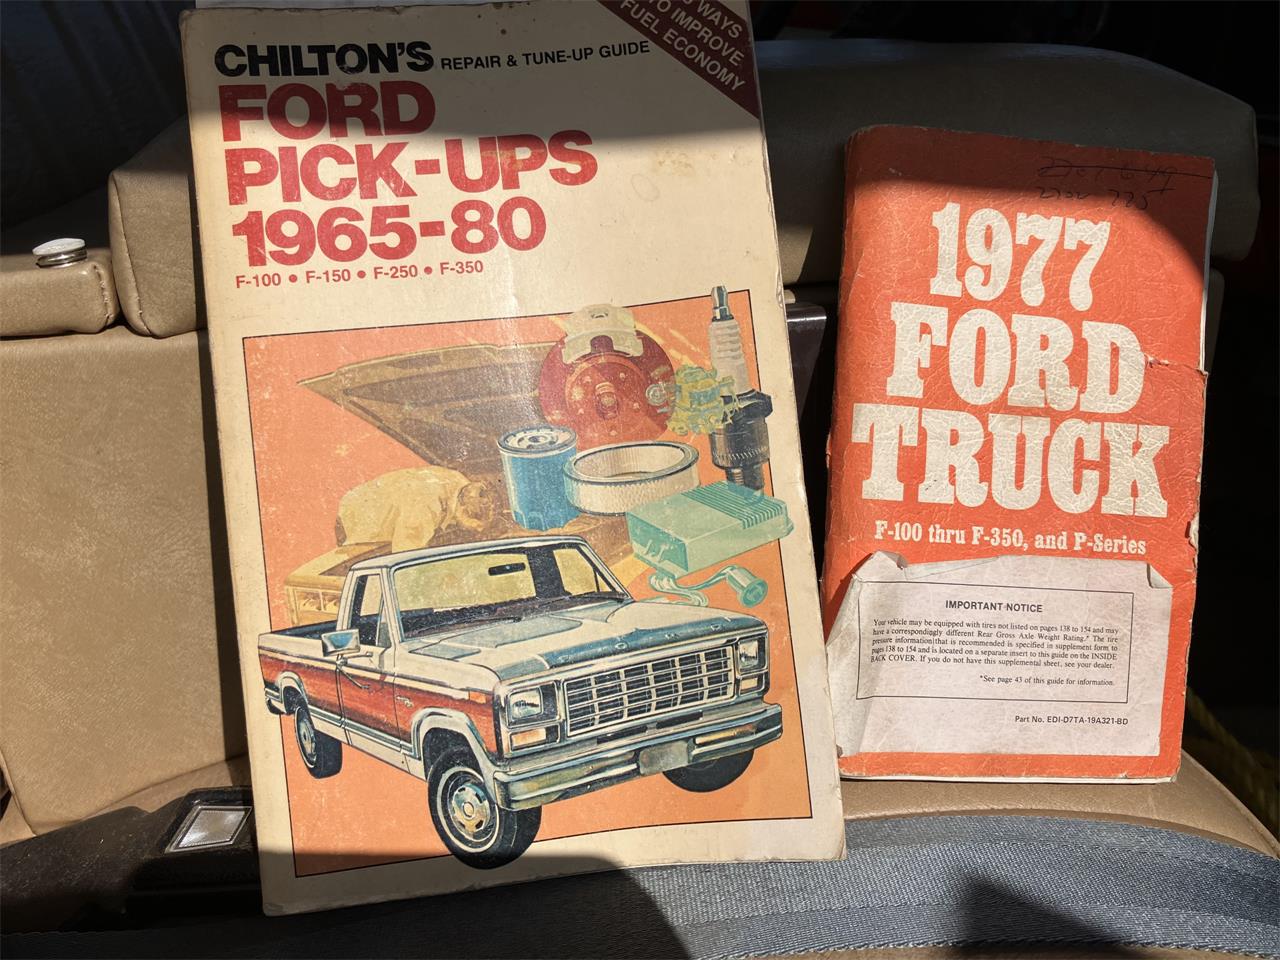 CHILTON'S REPAIR & TUNE-UP GUIDE
FORD
PICK-UPS
1965-80
F-100 • F-150 • F-250 • F-350
WAYS
TO IMPROVE
FUEL ECONOMY
FORD
1977
FORD
TRUCK
F-100 thru F-350, and P-Series
IMPORTANT NOTICE
Your vehicle may be equipped with tires not listed on pages 138 to 154 and may
have a correspondingly different Rear Gross Axle Weight Rating.* The tire
pressure information that is recommended is specified in supplement form to
pages 138 to 154 and is located on a separate insert to this guide on the INSIDE
BACK COVER. If you do not have this supplemental sheet, see your dealer.
*See page 43 of this guide for information.
Part No. EDI-D7TA-19A321-BD